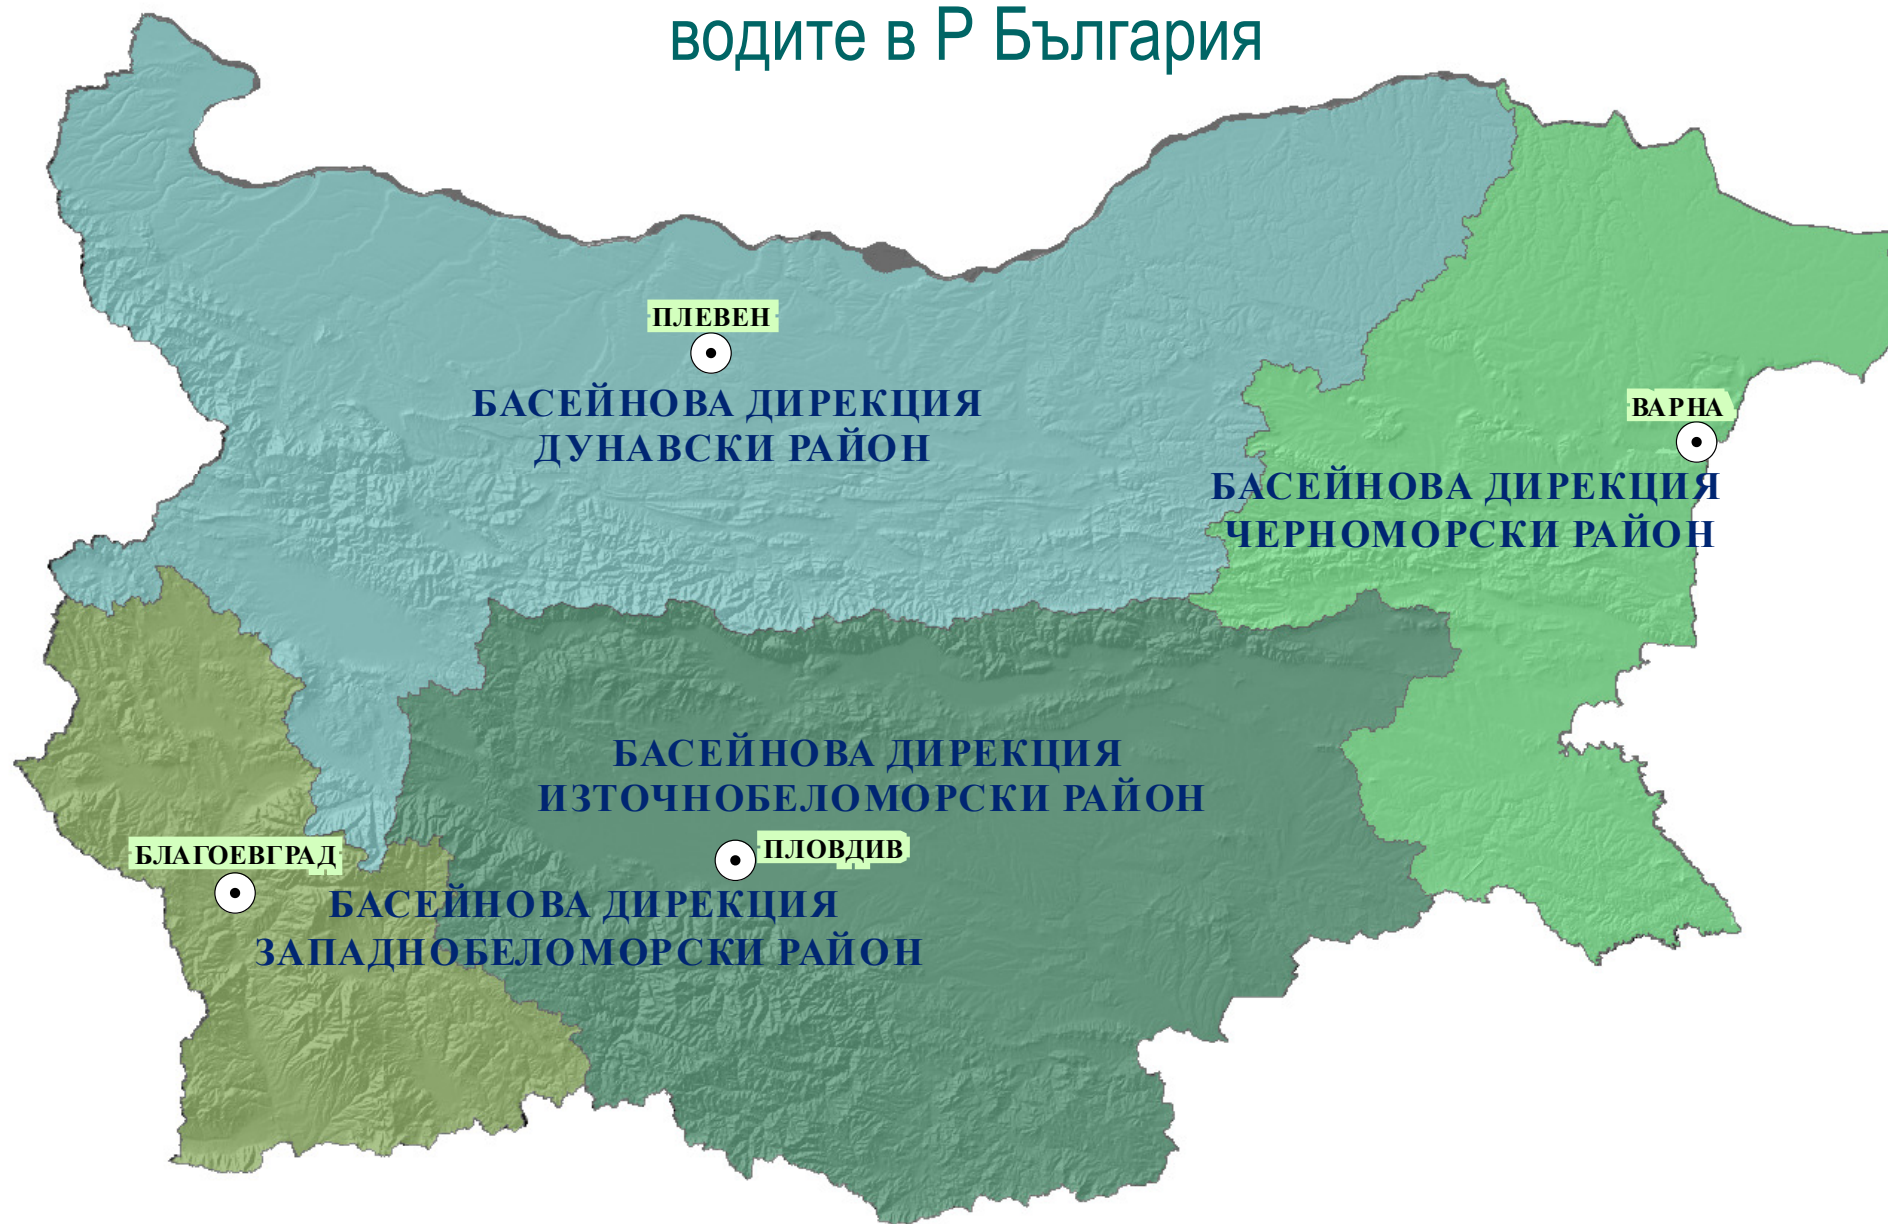 водите в Р България
ПЛЕВЕН
БАСЕЙНОВА ДИРЕКЦИЯ
ДУНАВСКИ РАЙОН
ВАРНА
БАСЕЙНОВА ДИРЕКЦИЯ
ЧЕРНОМОРСКИ РАЙОН
БАСЕЙНОВА ДИРЕКЦИЯ
ИЗТОЧНОБЕЛОМОРСКИ РАЙОН
ПЛОВДИВ
БЛАГОЕВГРАД
БАСЕЙНОВА ДИРЕКЦИЯ
ЗАПАДНОБЕЛОМОРСКИ РАЙОН